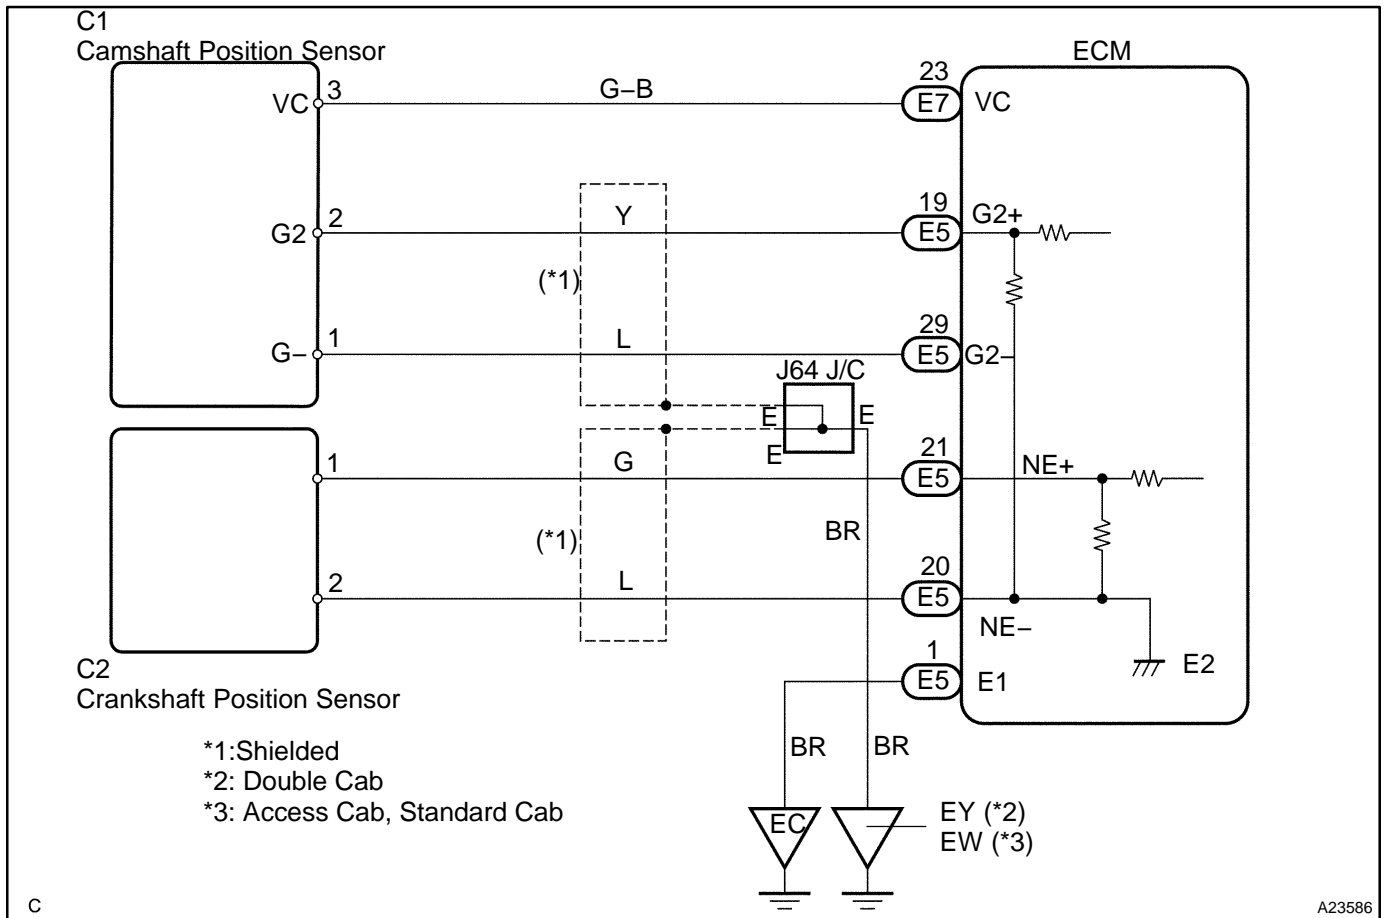 C1
Camshaft Position Sensor
ECM
VC
3
G–B
23
E7
VC
G2
2
Y
19
E5
G2+
(*1)
G–
1
L
29
E5
G2–
J64 J/C
E
E
E
1
G
21
E5
NE+
(*1)
BR
2
L
20
E5
NE–
E2
C2
Crankshaft Position Sensor
1
E5
E1
*1:Shielded
*2: Double Cab
*3: Access Cab, Standard Cab
BR
BR
EC
EY (*2)
EW (*3)
C
A23586